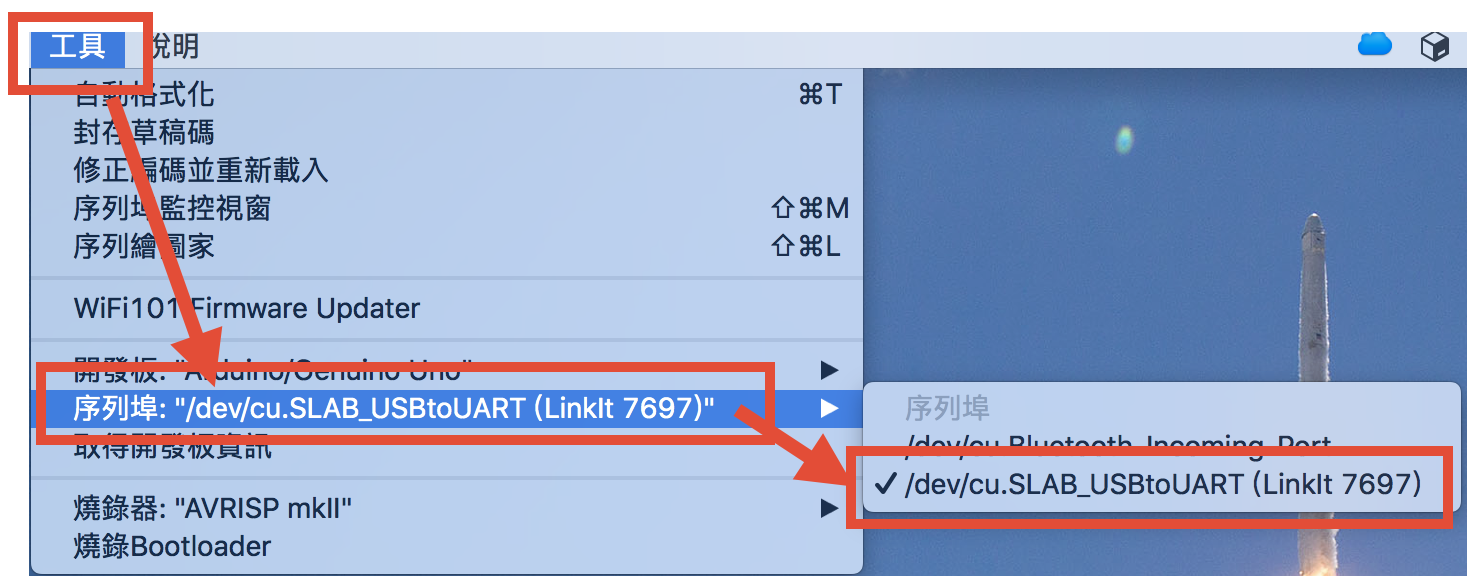 工具 說明
自動格式化 ⌘T
封存草稿碼
修正編碼並重新載入
序列埠監控視窗 ⇧⌘M
序列繪圖家 ⇧⌘L
WiFi101 Firmware Updater
開發板: "Arduino/Genuino Uno"
序列埠: "/dev/cu.SLAB_USBtoUART (LinkIt 7697)"
取得開發板資訊
燒錄器: "AVRISP mkII"
燒錄Bootloader
序列埠
/dev/cu.Bluetooth-Incoming-Port
✓ /dev/cu.SLAB_USBtoUART (LinkIt 7697)